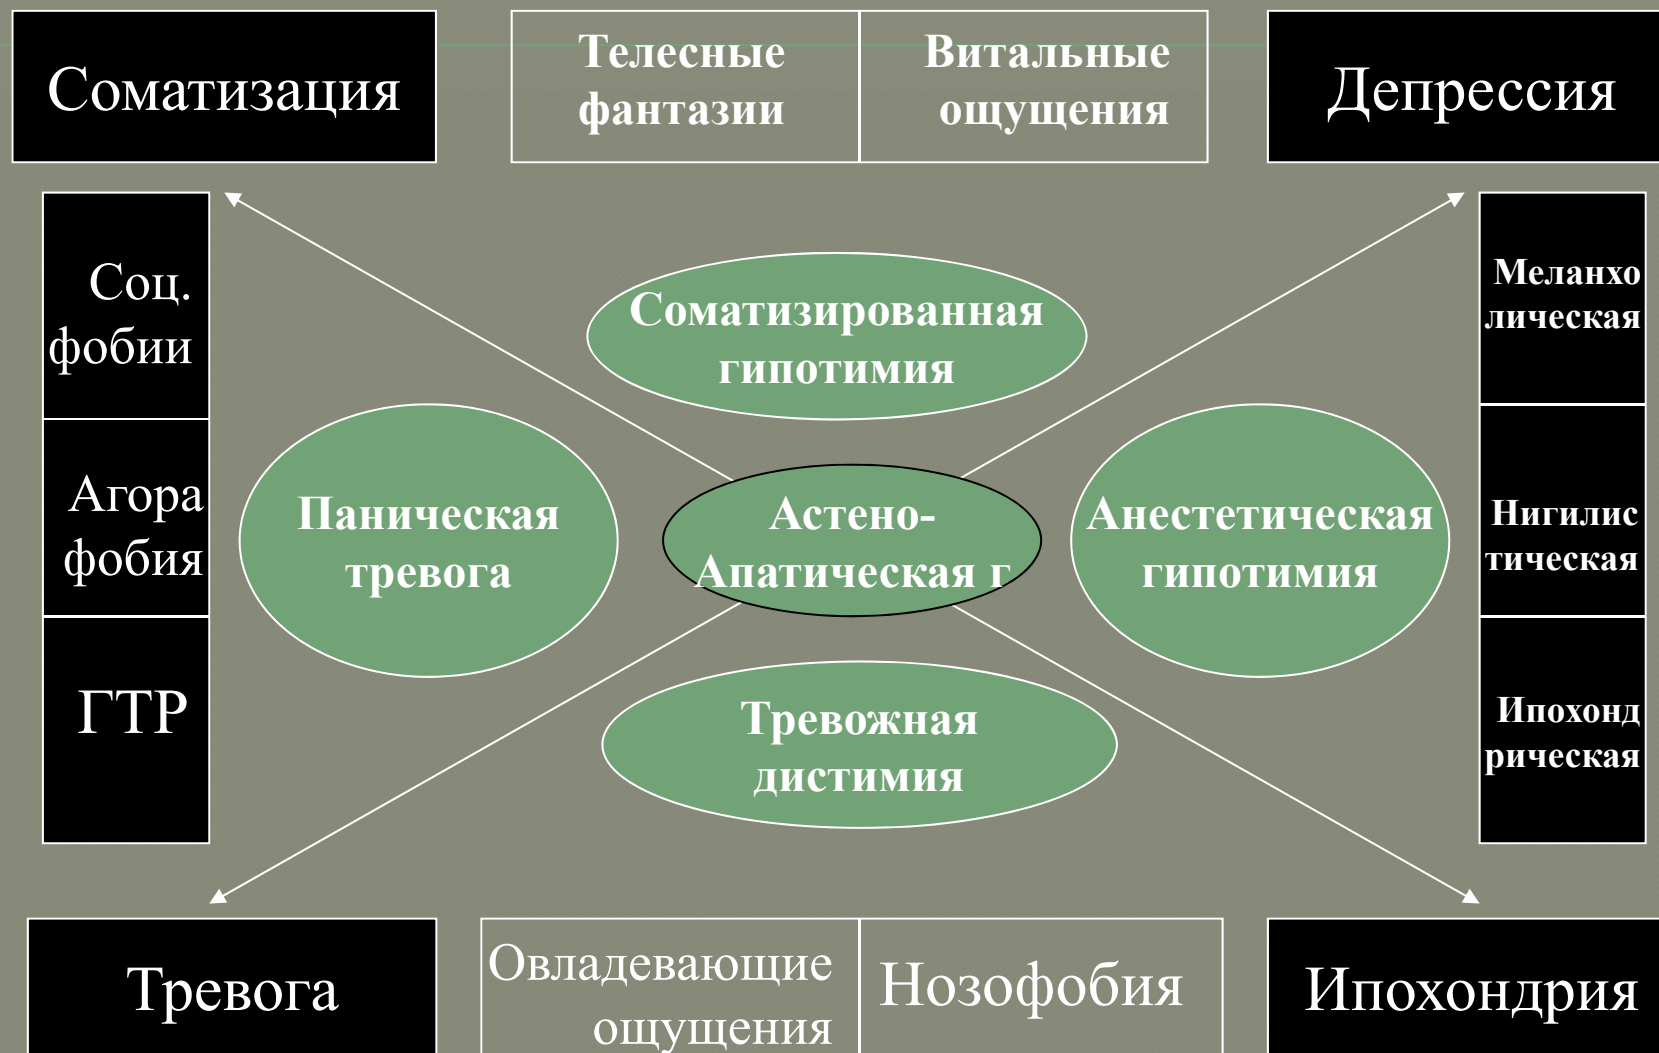 Соматизация
Телесные
фантазии
Витальные
ощущения
Депрессия
Соц.
фобии
Агора
фобия
ГТР
Соматизированная
гипотимия
Паническая
тревога
Астено-
Апатическая г
Анестетическая
гипотимия
Тревожная
дистимия
Меланхо
лическая
Нигилис
тическая
Ипохонд
рическая
Тревога
Овладевающие
ощущения
Нозофобия
Ипохондрия